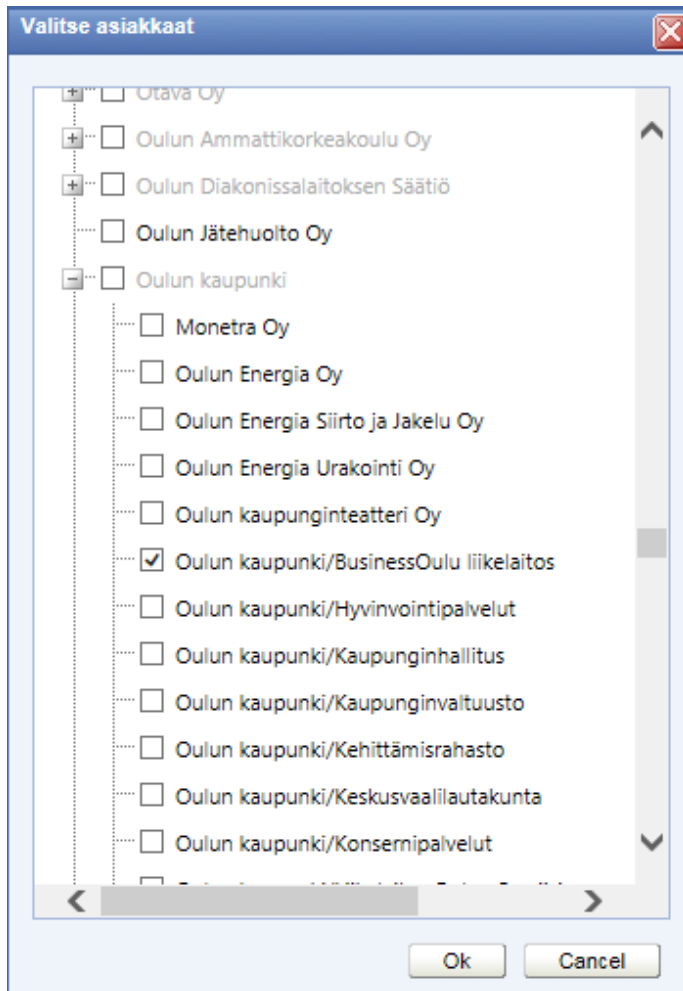 Valitse asiakkaat
Otava Oy
Oulun Ammattikorkeakoulu Oy
Oulun Diakonissalaitoksen Säätiö
Oulun Jätehuolto Oy
Oulun kaupunki
Monetra Oy
Oulun Energia Oy
Oulun Energia Siirto ja Jakelu Oy
Oulun Energia Urakointi Oy
Oulun kaupunginteatteri Oy
Oulun kaupunki/BusinessOulu liikelaitos
Oulun kaupunki/Hyvinvointipalvelut
Oulun kaupunki/Kaupunginhallitus
Oulun kaupunki/Kaupunginvaltuusto
Oulun kaupunki/Kehittämisrahasto
Oulun kaupunki/Keskusvaalilautakunta
Oulun kaupunki/Konsernipalvelut
Ok Cancel